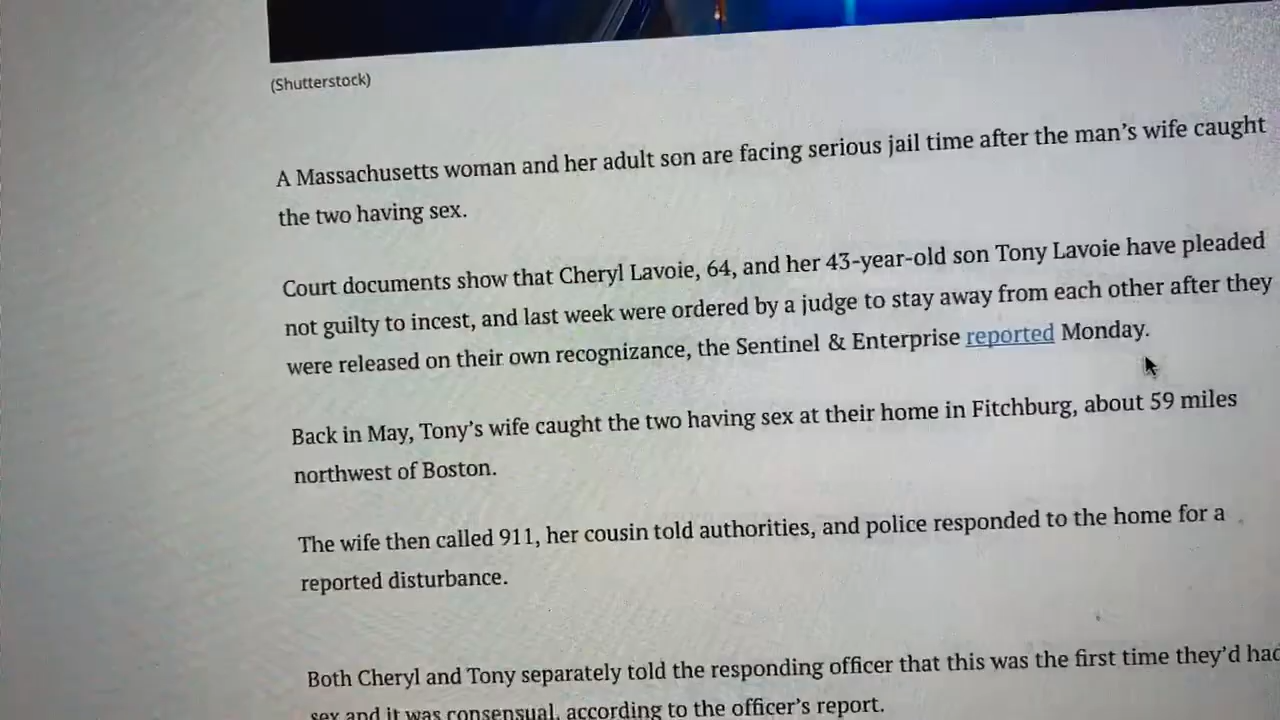 (Shutterstock)
A Massachusetts woman and her adult son are facing serious jail time after the man's wife caught
the two having sex.
Court documents show that Cheryl Lavoie, 64, and her 43-year-old son Tony Lavoie have pleaded
not guilty to incest, and last week were ordered by a judge to stay away from each other after they
were released on their own recognizance, the Sentinel & Enterprise reported Monday.
Back in May, Tony's wife caught the two having sex at their home in Fitchburg, about 59 miles
northwest of Boston.
The wife then called 911, her cousin told authorities, and police responded to the home for a
reported disturbance.
Both Cheryl and Tony separately told the responding officer that this was the first time they'd had
sex and it was consensual, according to the officer's report.